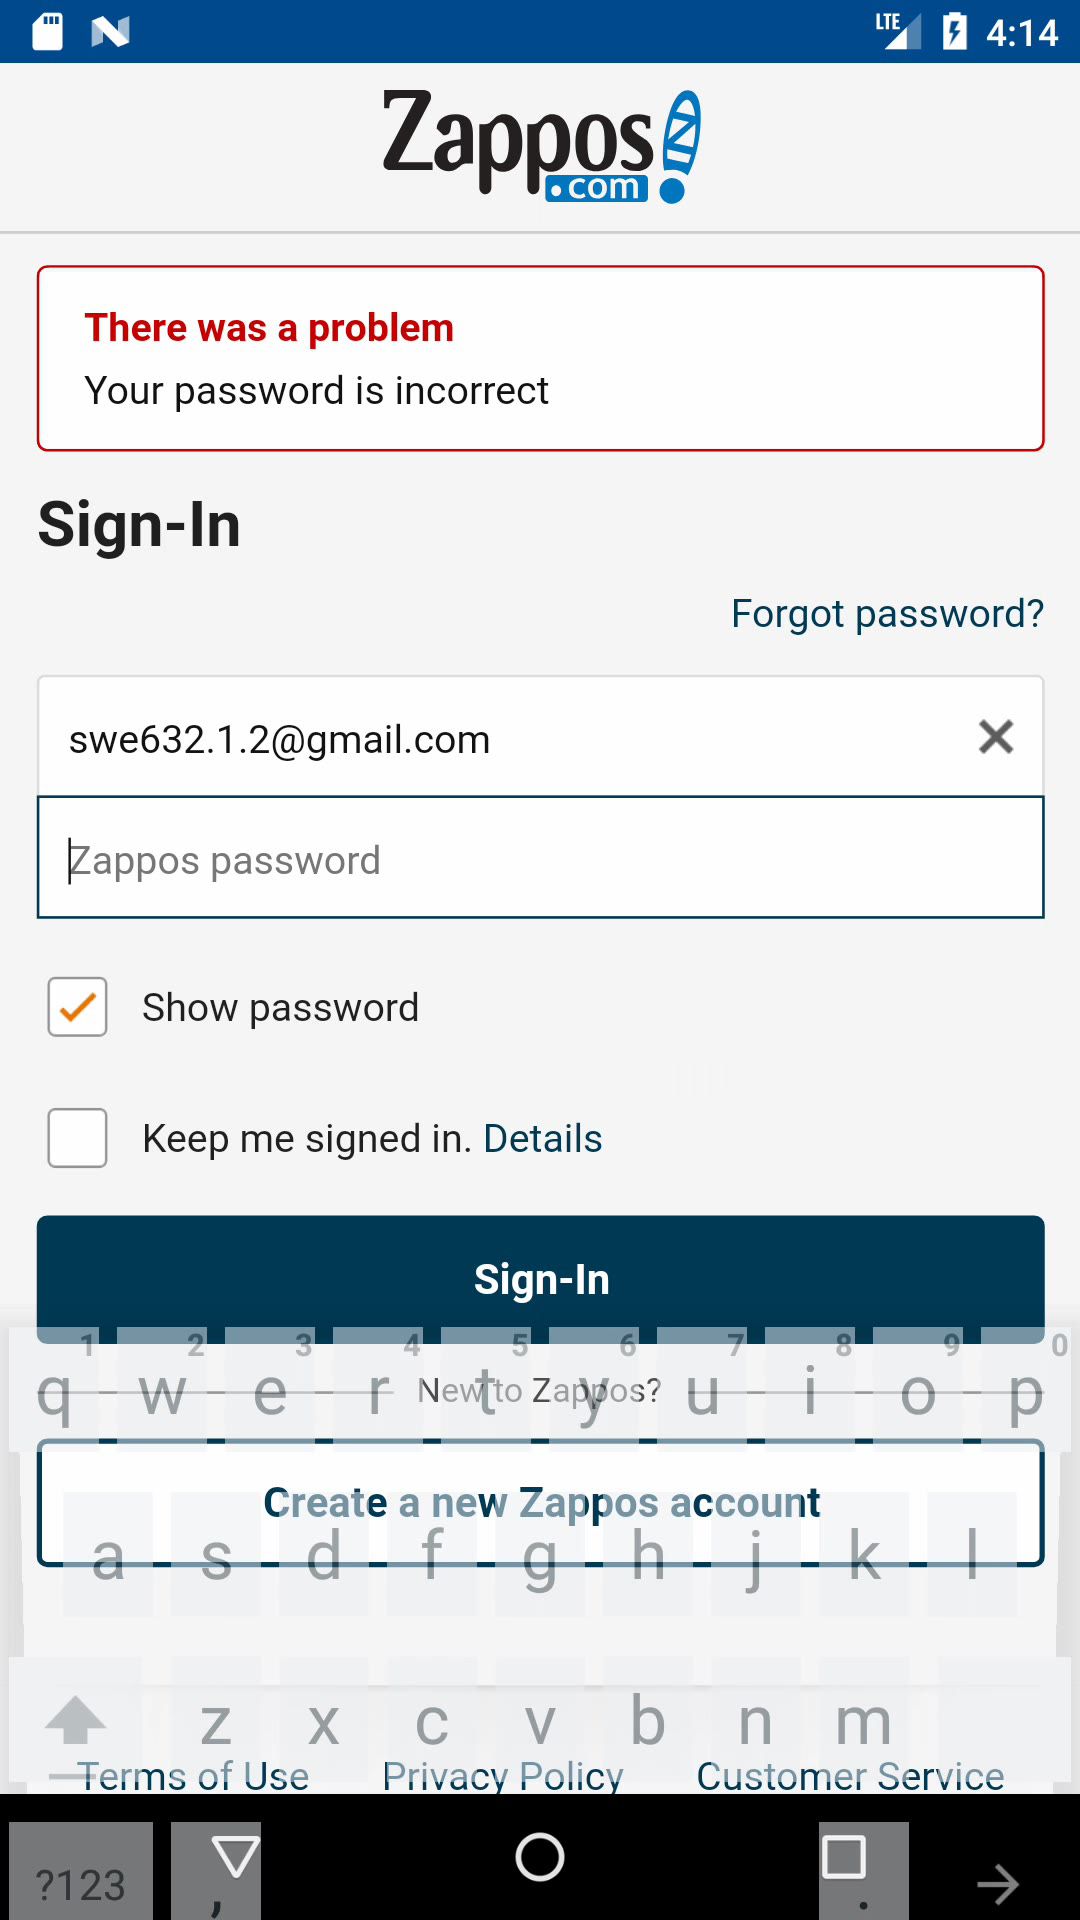 LTE 4:14
Zappos
.com
There was a problem
Your password is incorrect
Sign-In
Forgot password?
swe632.1.2@gmail.com
Zappos password
Show password
Keep me signed in. Details
Sign-In
1 2 3 4 5 6 7 8 9 0
q w e r t y u i o p
New to Zappos?
Create a new Zappos account
a s d f g h j k l
z x c v b n m
Terms of Use Privacy Policy Customer Service
?123 , .